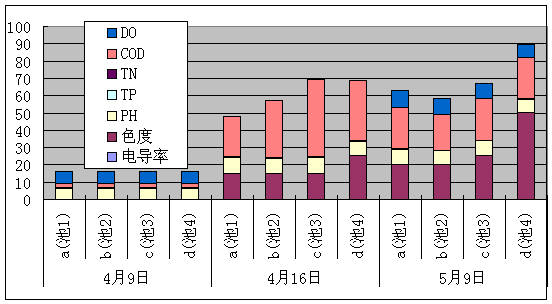 100
90
80
70
60
50
40
30
20
10
0
DO
COD
TN
TP
PH
色度
电导率
a(池1)
b(池2)
c(池3)
d(池4)
a(池1)
b(池2)
c(池3)
d(池4)
a(池1)
b(池2)
c(池3)
d(池4)
4月9日
4月16日
5月9日